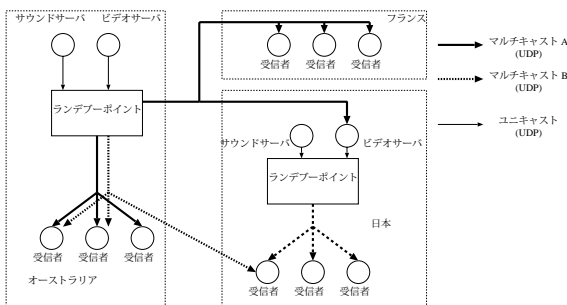 サウンドサーバ ビデオサーバ
ランデブーポイント
受信者 受信者 受信者
オーストラリア
フランス
受信者 受信者 受信者
サウンドサーバ ビデオサーバ
ランデブーポイント
日本
受信者 受信者 受信者
マルチキャスト A
(UDP)
マルチキャスト B
(UDP)
ユニキャスト
(UDP)